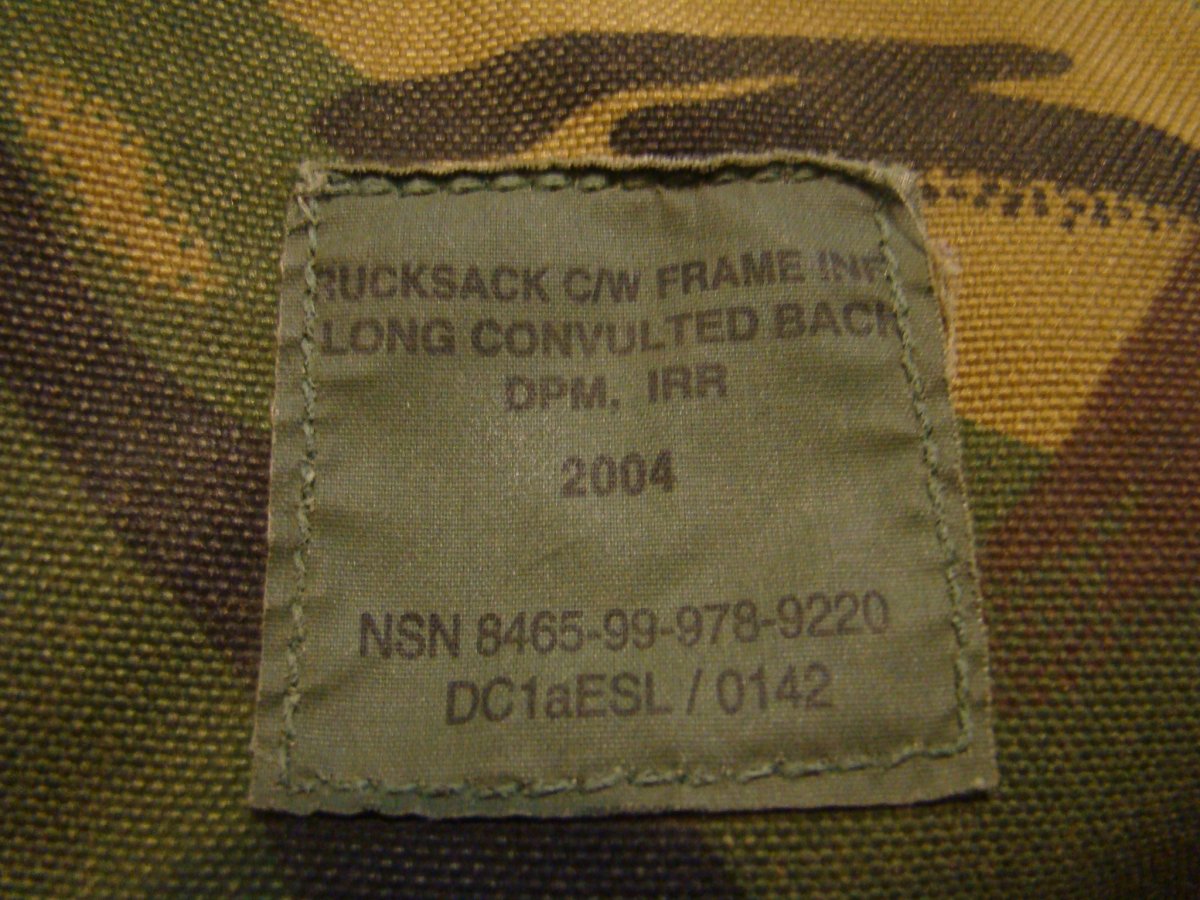 RUCKSACK C/W FRAME INF
LONG CONVULTED BACK
DPM. IRR
2004
NSN 8465-99-978-9220
DC1aESL / 0142